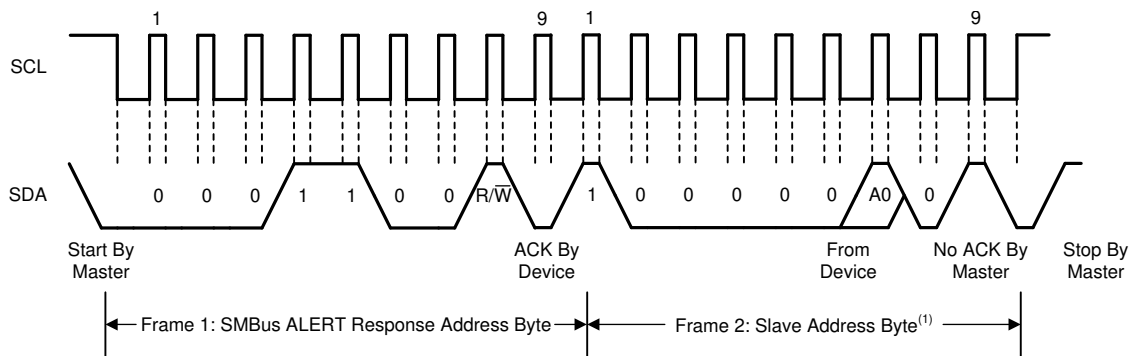 1 9 1 9
SCL
SDA
0 0 0 1 1 0 0 R/W̅ 1 0 0 0 0 0 A0 0
Start By
Master
ACK By
Device
From
Device
No ACK By
Master
Stop By
Master
Frame 1: SMBus ALERT Response Address Byte
Frame 2: Slave Address Byte(1)